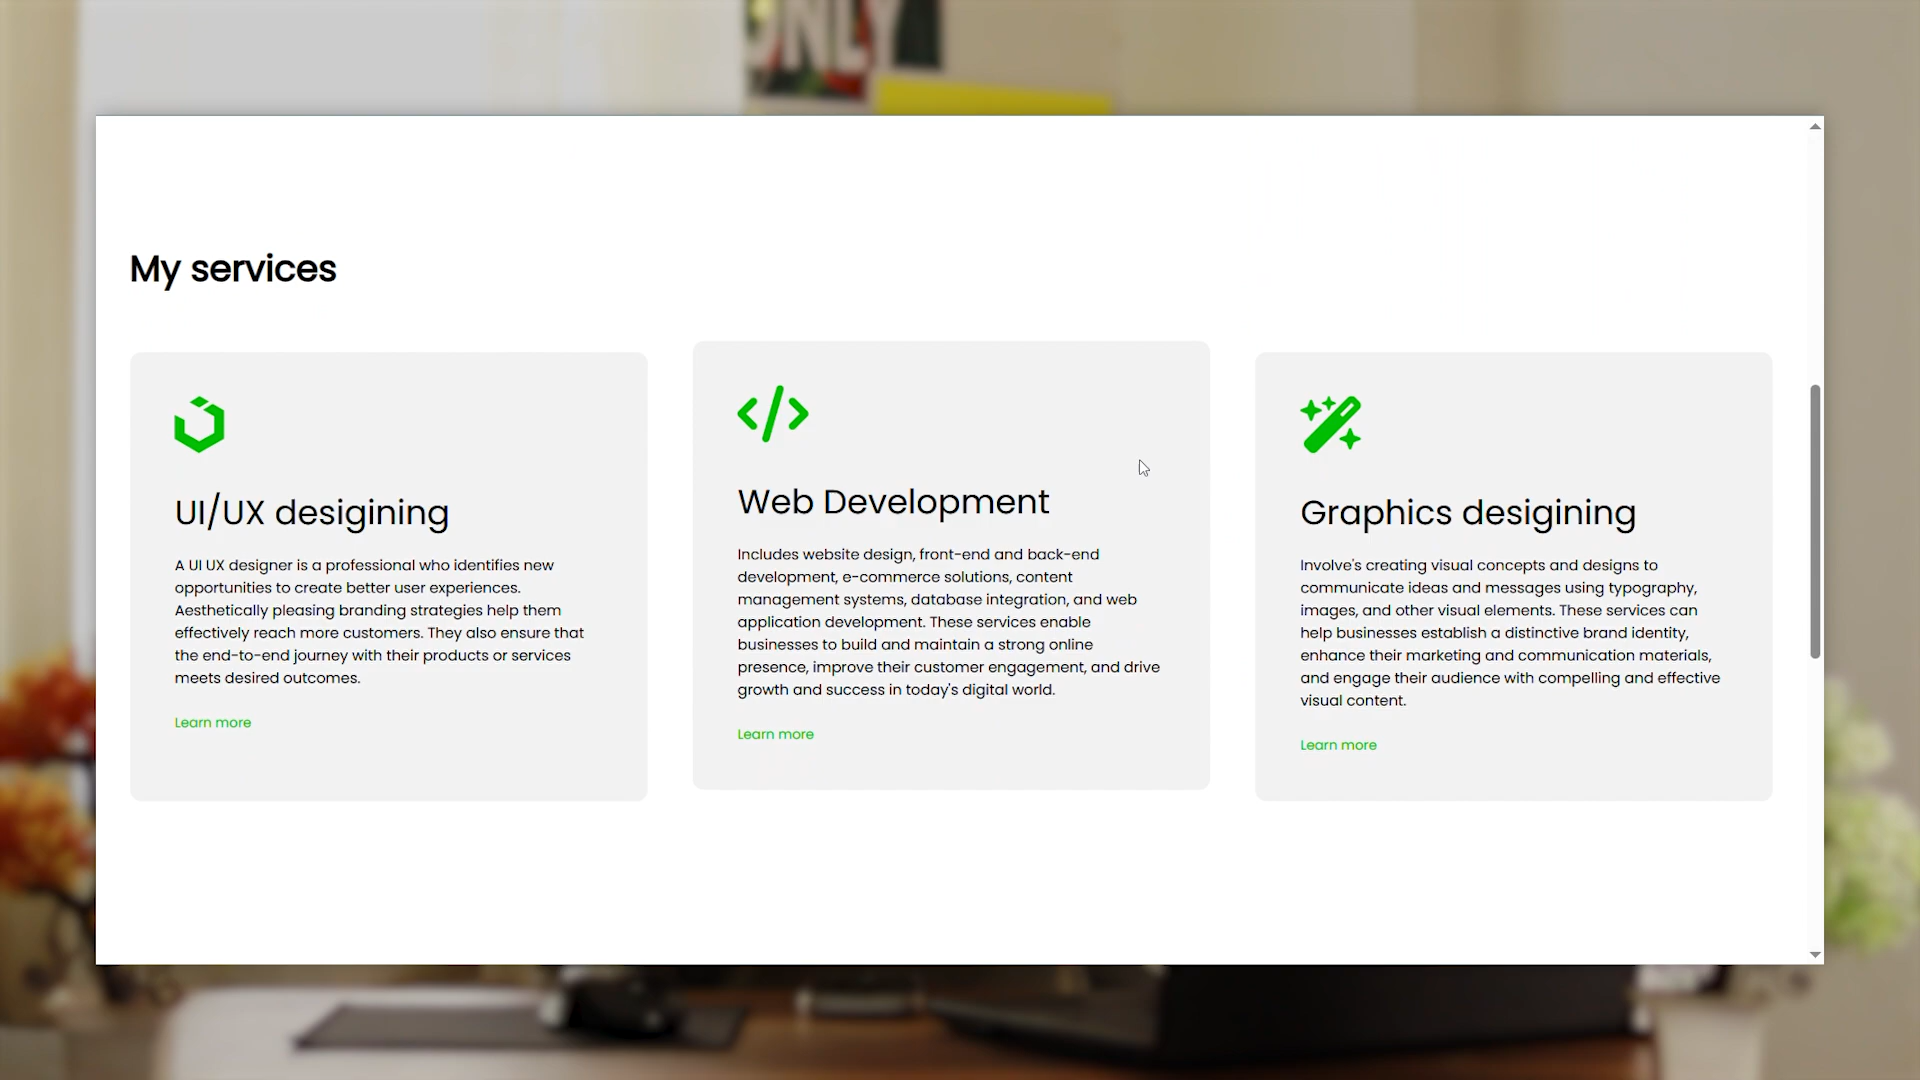 ONLY
My services
UI/UX desigining
A UI UX designer is a professional who identifies new
opportunities to create better user experiences.
Aesthetically pleasing branding strategies help them
effectively reach more customers. They also ensure that
the end-to-end journey with their products or services
meets desired outcomes.
Learn more
Web Development
Includes website design, front-end and back-end
development, e-commerce solutions, content
management systems, database integration, and web
application development. These services enable
businesses to build and maintain a strong online
presence, improve their customer engagement, and drive
growth and success in today's digital world.
Learn more
Graphics desigining
Involve's creating visual concepts and designs to
communicate ideas and messages using typography,
images, and other visual elements. These services can
help businesses establish a distinctive brand identity,
enhance their marketing and communication materials,
and engage their audience with compelling and effective
visual content.
Learn more